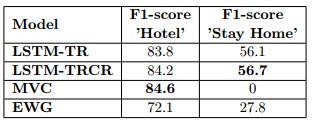 Model F1-score 'Hotel' F1-score 'Stay Home'
LSTM-TR 83.8 56.1
LSTM-TRCR 84.2 56.7
MVC 84.6 0
EWG 72.1 27.8